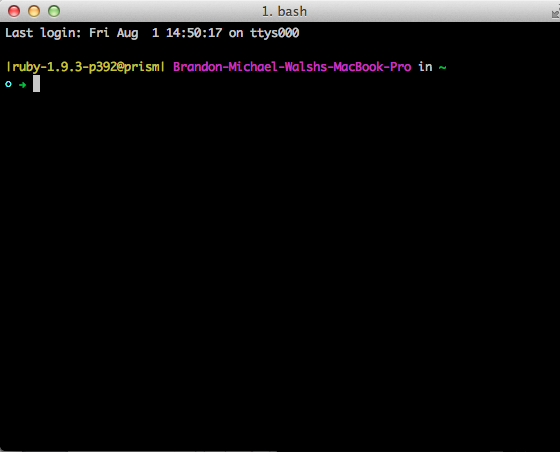 1. bash
Last login: Fri Aug  1 14:50:17 on ttys000
|ruby-1.9.3-p392@prism| Brandon-Michael-Walshs-MacBook-Pro in ~
○ →